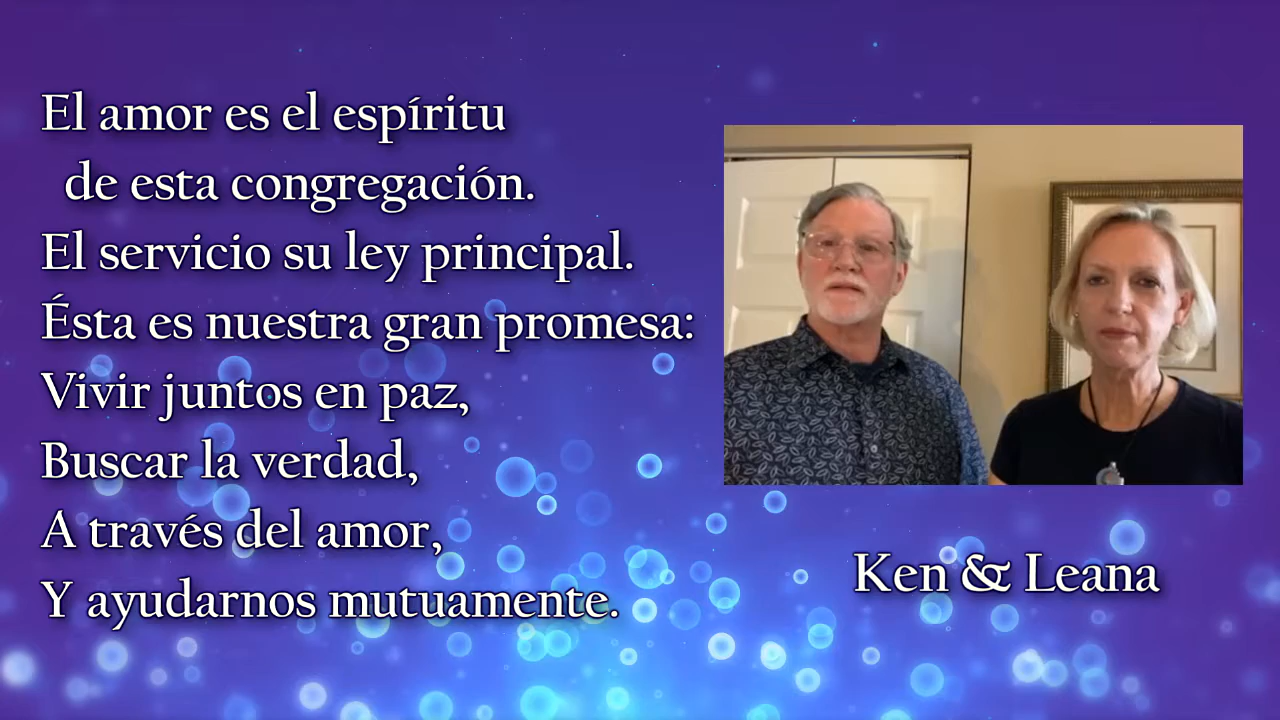 El amor es el espíritu
de esta congregación.
El servicio su ley principal.
Ésta es nuestra gran promesa:
Vivir juntos en paz,
Buscar la verdad,
A través del amor,
Y ayudarnos mutuamente.
Ken & Leana